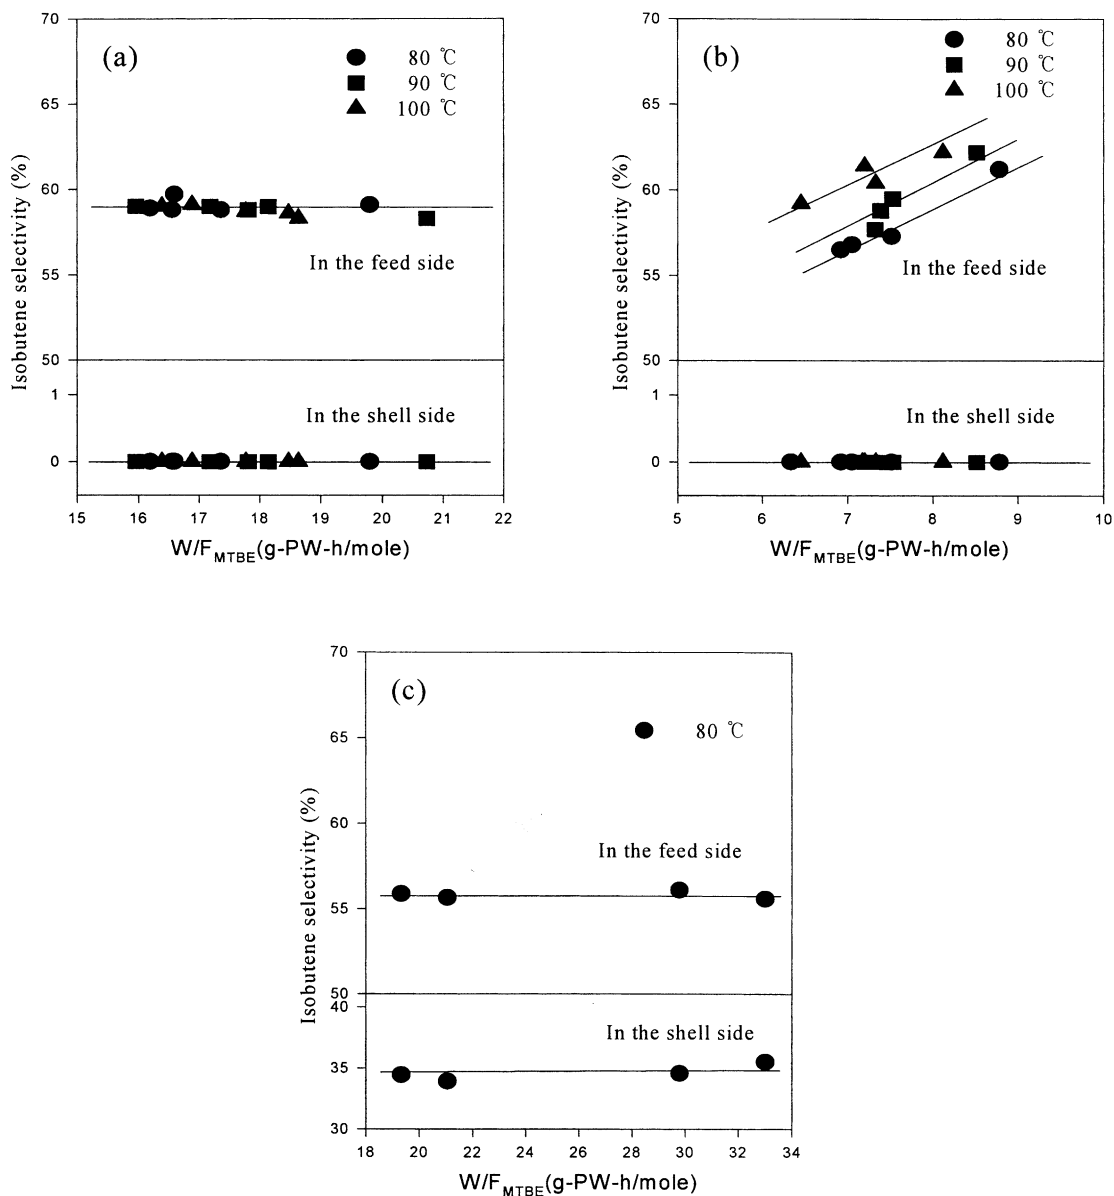 (a)
80 ℃
90 ℃
100 ℃
Isobutene selectivity (%)
70
65
60
55
50
1
0
In the feed side
In the shell side
15 16 17 18 19 20 21 22
W/F_MTBE(g-PW-h/mole)
(b)
80 ℃
90 ℃
100 ℃
Isobutene selectivity (%)
70
65
60
55
50
1
0
In the feed side
In the shell side
5 6 7 8 9 10
W/F_MTBE(g-PW-h/mole)
(c)
80 ℃
Isobutene selectivity (%)
70
65
60
55
50
40
35
30
In the feed side
In the shell side
18 20 22 24 26 28 30 32 34
W/F_MTBE(g-PW-h/mole)